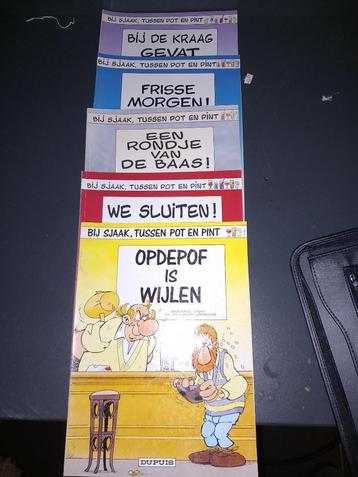 BIJ SJAAK, TUSSEN POT EN PINT
BIJ DE KRAAG
GEVAT
BIJ SJAAK, TUSSEN POT EN PINT
FRISSE
MORGEN!
BIJ SJAAK, TUSSEN POT EN PINT
EEN
RONDJE
VAN
DE BAAS!
BIJ SJAAK, TUSSEN POT EN PINT
WE SLUITEN!
BIJ SJAAK, TUSSEN POT EN PINT
OPDEPOF
IS
WIJLEN
DUPUIS